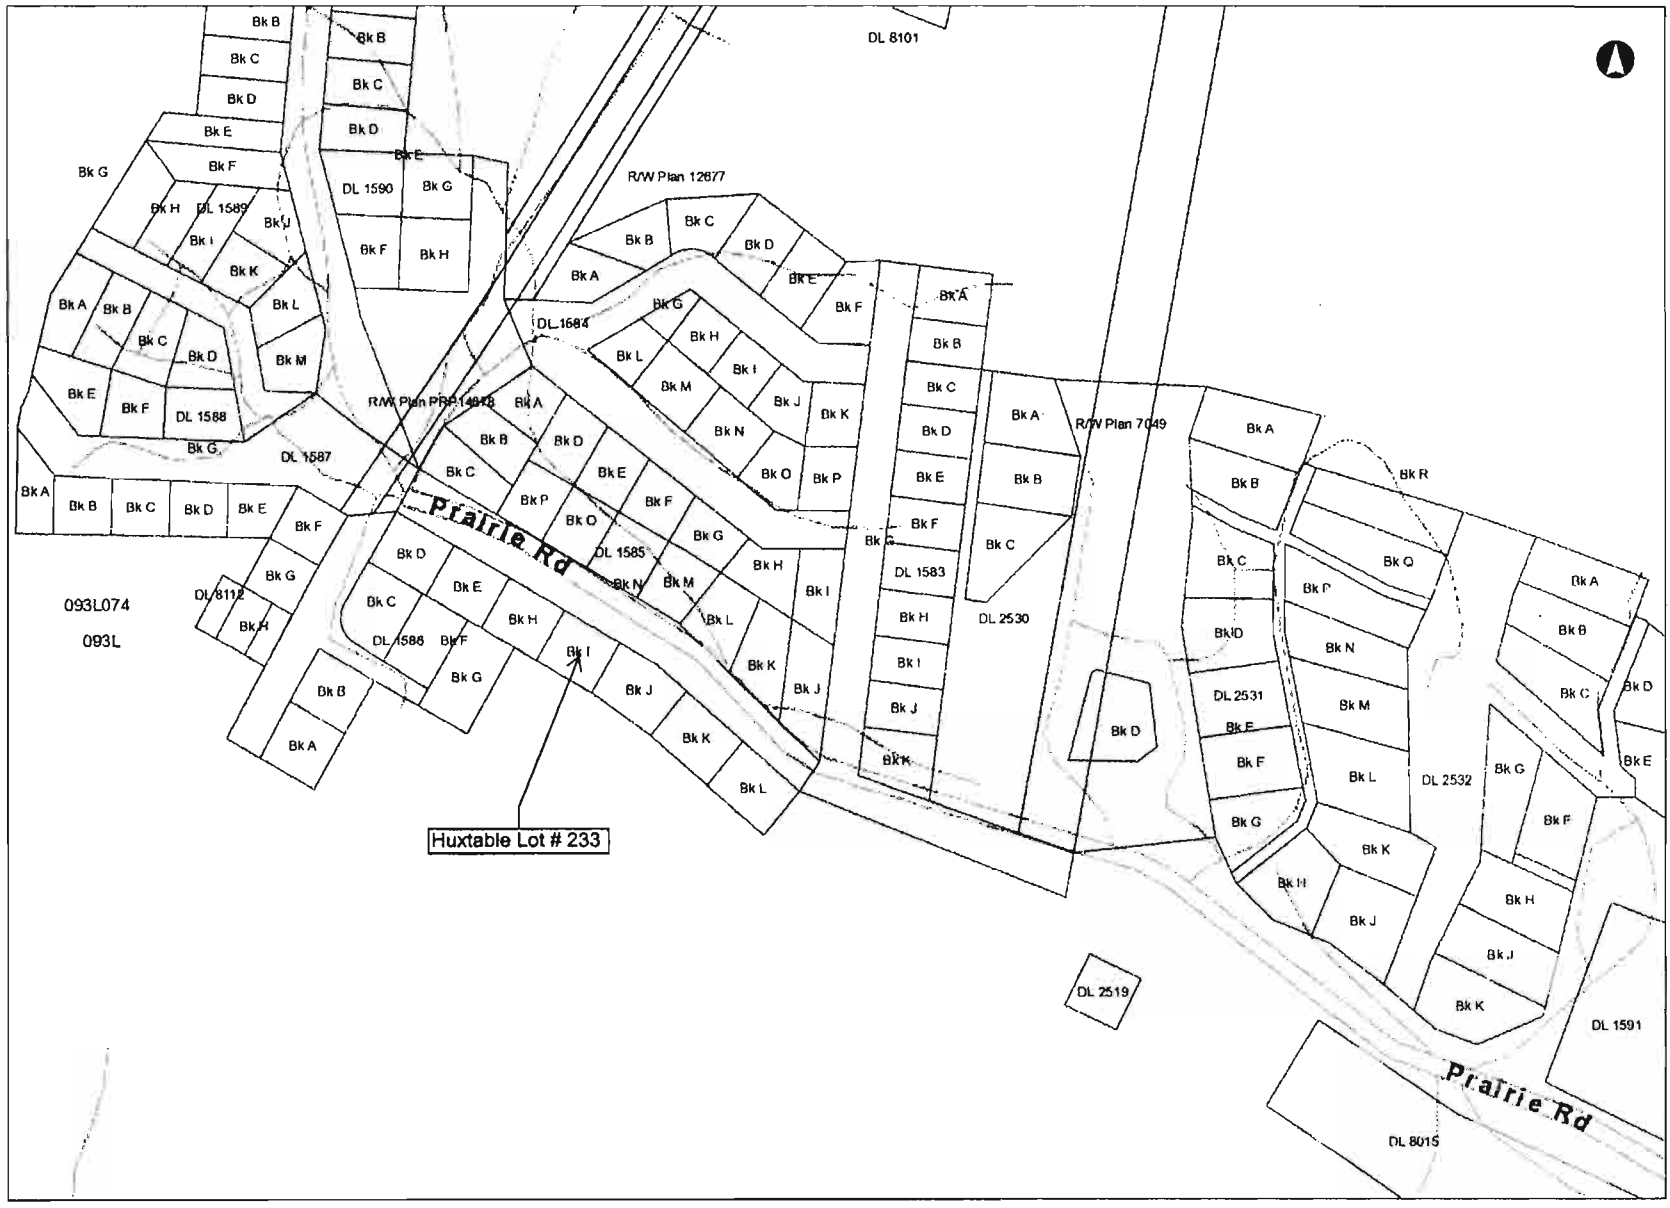 Bk B
Bk B
DL 8101
Bk C
Bk C
Bk D
Bk D
Bk E
Bk E
Bk F
Bk G
R/W Plan 12677
DL 1590
Bk G
Bk H
DL 1589
Bk J
Bk I
Bk F
Bk H
Bk K
Bk C
Bk B
Bk D
Bk A
Bk E
Bk F
Bk A
Bk A
Bk B
Bk L
Bk G
DL 1584
Bk H
Bk B
Bk C
Bk D
Bk M
Bk L
Bk I
Bk M
Bk C
Bk E
Bk F
DL 1588
R/W Plan PRP14678
Bk A
Bk J
Bk K
Bk A
R/W Plan 7049
Bk A
Bk G
DL 1587
Bk B
Bk D
Bk N
Bk D
Bk C
Bk E
Bk O
Bk P
Bk E
Bk B
Bk B
Bk R
Bk A
Bk B
Bk C
Bk D
Bk E
Bk F
Bk P
Bk F
Prairie Rd
Bk O
Bk G
Bk G
Bk F
Bk C
Bk D
DL 1585
Bk H
DL 1583
Bk C
Bk Q
Bk A
Bk G
Bk E
Bk N
Bk M
Bk I
Bk P
093L074
DL 8112
Bk C
Bk H
Bk L
Bk H
DL 2530
Bk D
Bk B
093L
Bk H
DL 1586
Bk F
Bk I
Bk K
Bk I
Bk N
Bk B
Bk G
Bk J
Bk J
Bk J
DL 2531
Bk M
Bk C
Bk D
Bk A
Bk K
Bk D
Bk E
Bk L
Bk K
Bk F
Bk L
DL 2532
Bk G
Bk E
Huxtable Lot # 233
Bk G
Bk K
Bk F
Bk H
Bk J
Bk H
Bk J
DL 2519
Bk K
DL 1591
Prairie Rd
DL 8015